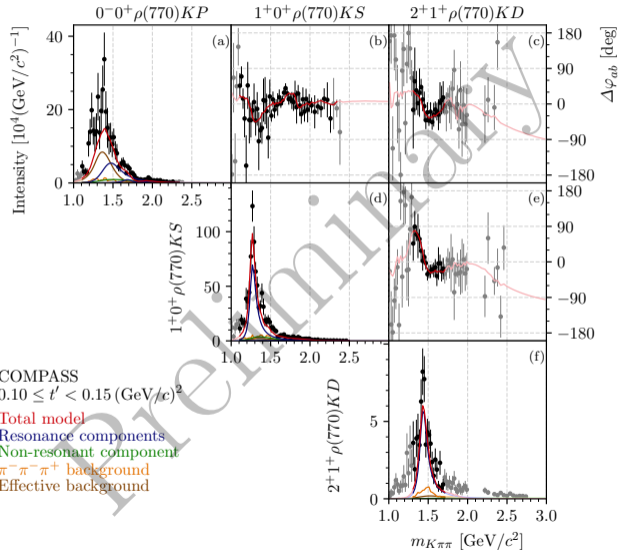 0⁻0⁺ρ(770)KP
1⁺0⁺ρ(770)KS
2⁺1⁺ρ(770)KD
Intensity [10⁴(GeV/c²)⁻¹]
40
20
0
(a)
(b)
(c)
180
90
0
−90
−180
Δφ_ab [deg]
1.0 1.5 2.0
1⁺0⁺ρ(770)KS
100
50
0
(d)
(e)
180
90
0
−90
−180
1.0 1.5 2.0 2.5
COMPASS
0.10 ≤ t′ < 0.15 (GeV/c)²
Total model
Resonance components
Non-resonant component
π⁻π⁻π⁺ background
Effective background
2⁺1⁺ρ(770)KD
5
0
(f)
1.0 1.5 2.0 2.5 3.0
m_Kππ [GeV/c²]
Preliminary